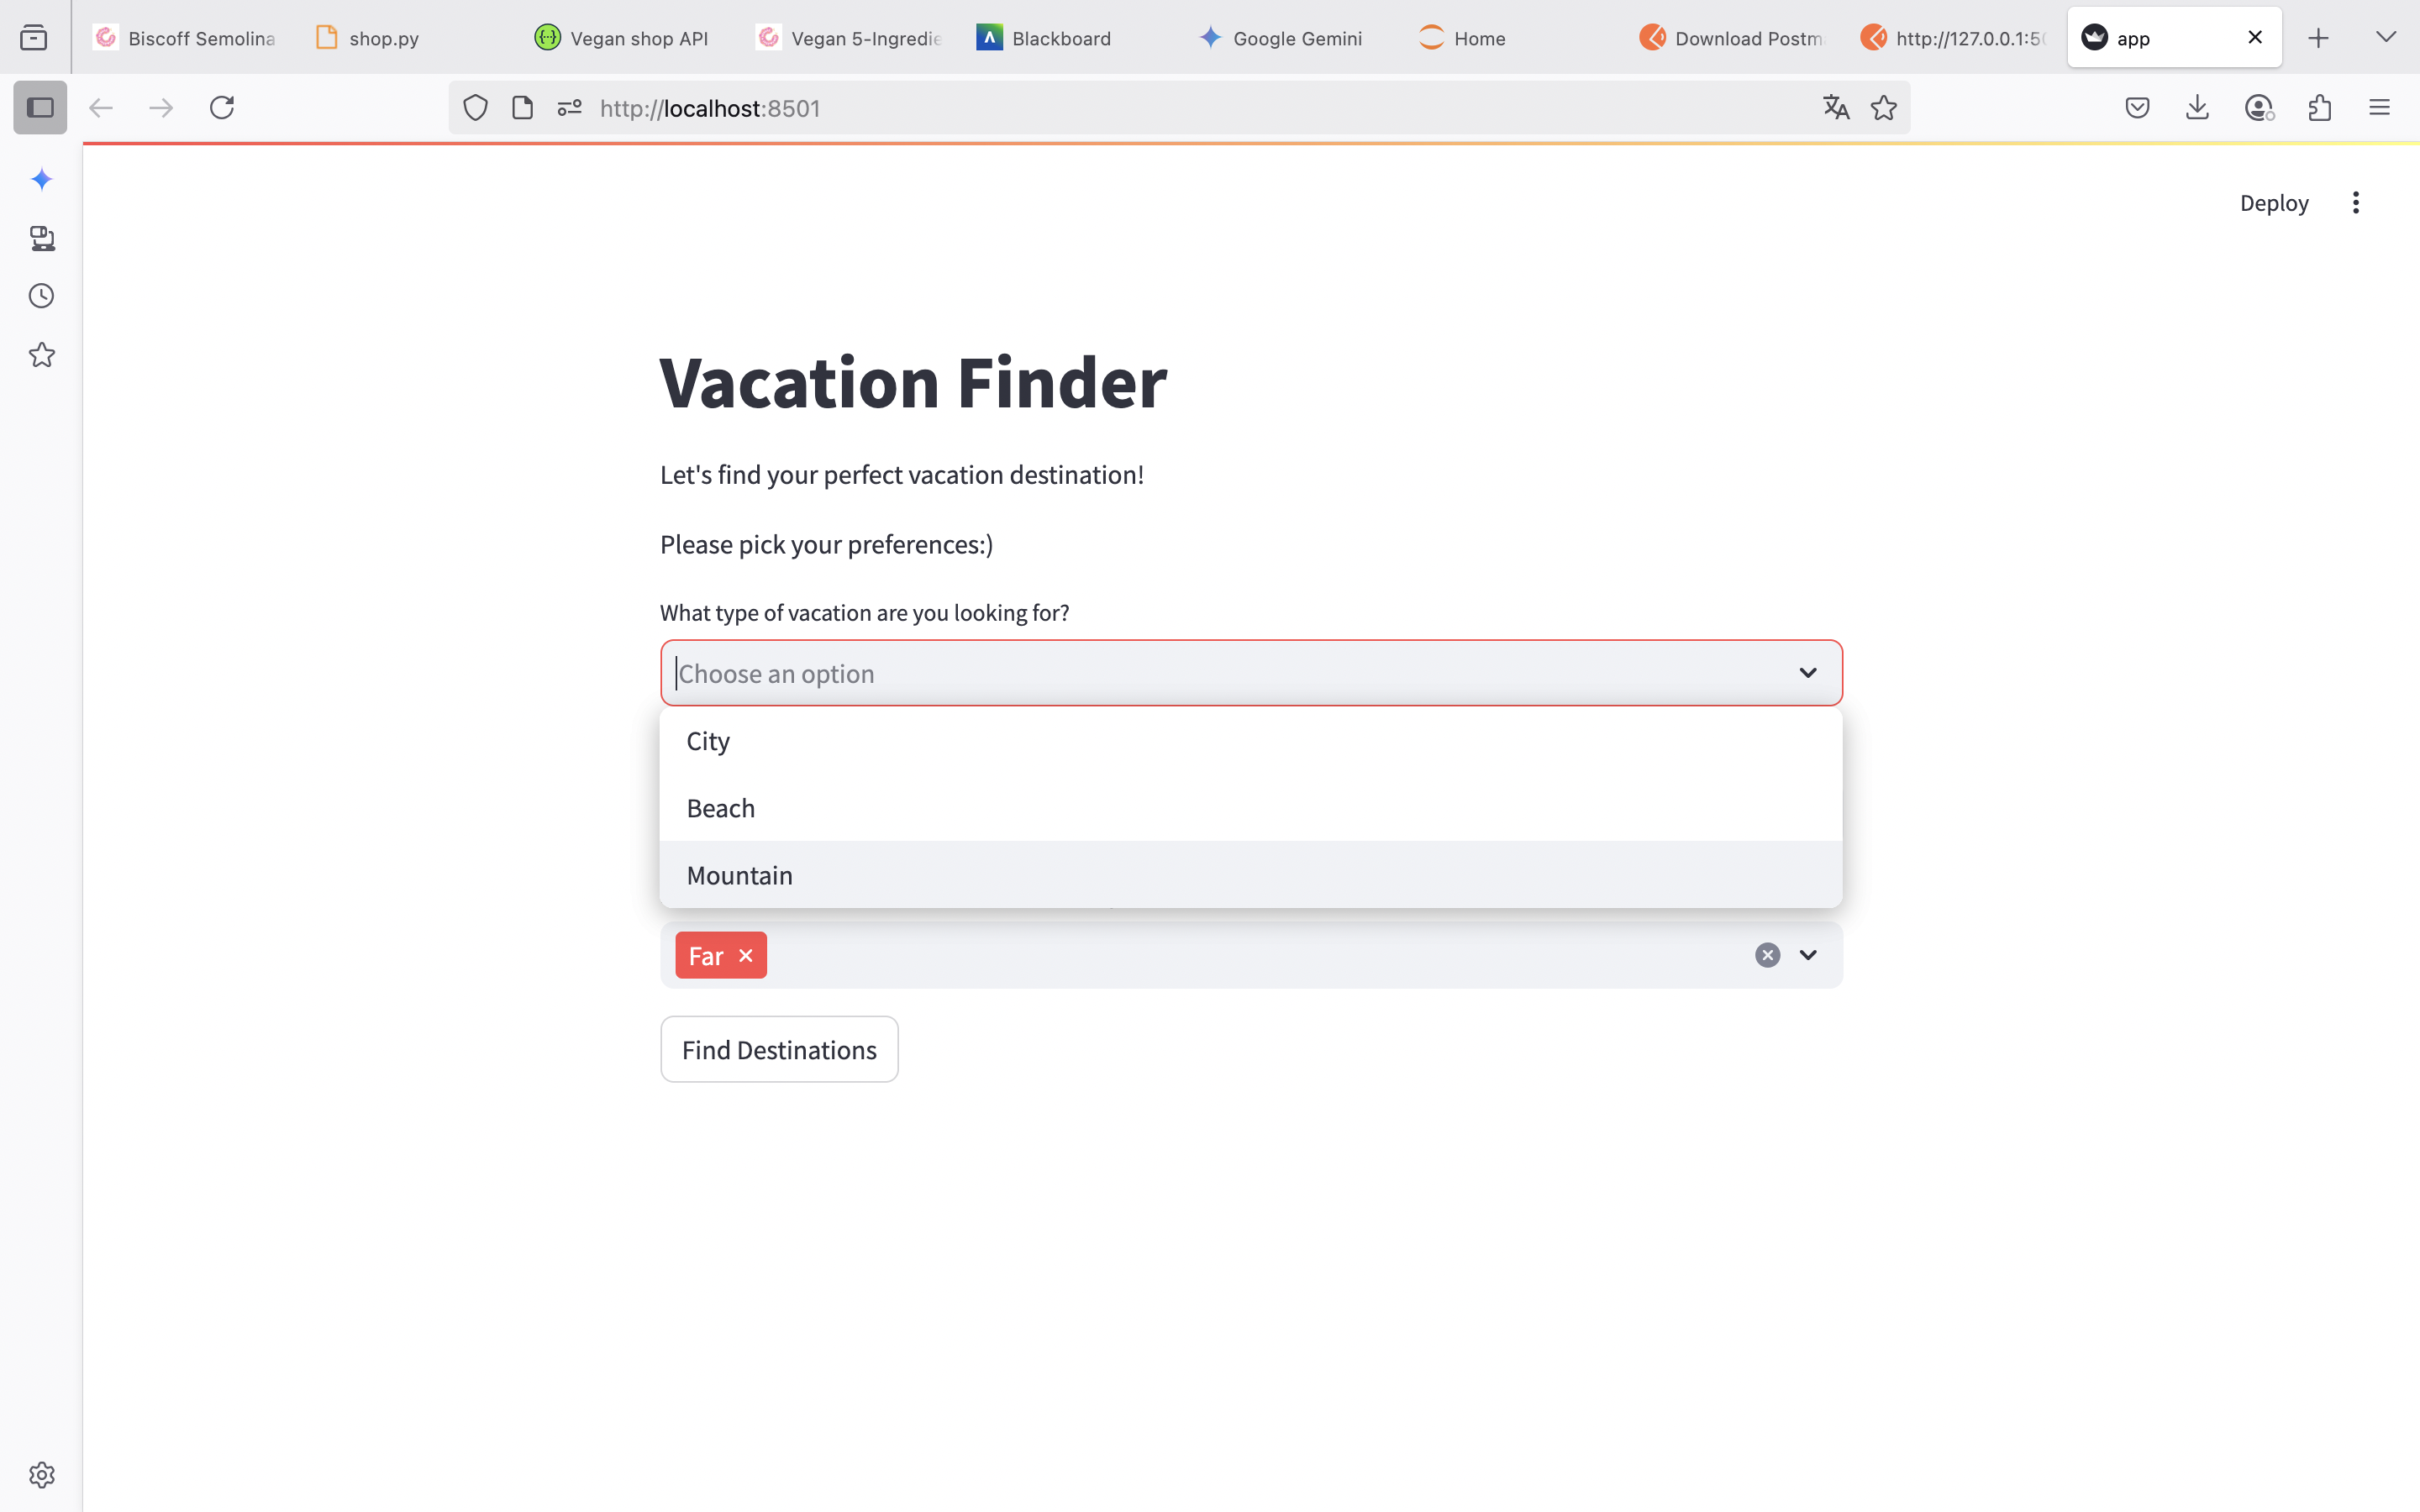 Biscoff Semolina
shop.py
Vegan shop API
Vegan 5-Ingredie
Blackboard
Google Gemini
Home
Download Postm
http://127.0.0.1:50
app
http://localhost:8501
Deploy
Vacation Finder
Let's find your perfect vacation destination!
Please pick your preferences:)
What type of vacation are you looking for?
Choose an option
City
Beach
Mountain
Far
Find Destinations